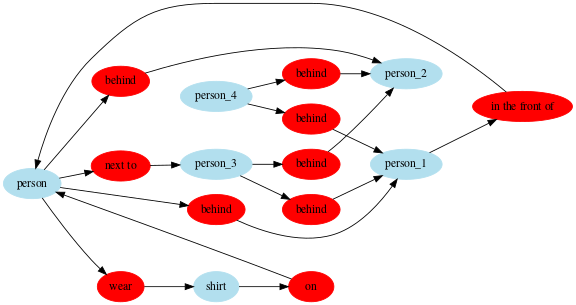 person_2
behind
behind
person_4
in the front of
behind
person_3
behind
person_1
next to
person
behind
behind
wear
shirt
on